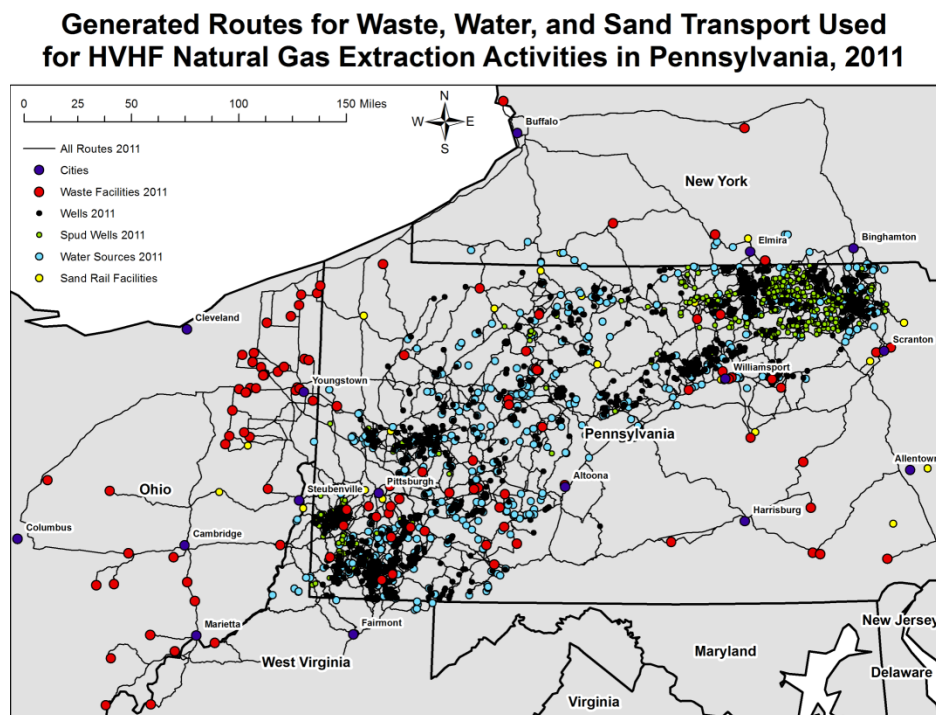 Generated Routes for Waste, Water, and Sand Transport Used
for HVHF Natural Gas Extraction Activities in Pennsylvania, 2011
0 25 50 100 150 Miles
N
W E
S
All Routes 2011
Cities
Waste Facilities 2011
Wells 2011
Spud Wells 2011
Water Sources 2011
Sand Rail Facilities
Buffalo
New York
Elmira
Binghamton
Cleveland
Scranton
Williamsport
Youngstown
Pennsylvania
Allentown
Altoona
Pittsburgh
Steubenville
Ohio
Harrisburg
Columbus
Cambridge
Marietta
Fairmont
New Jersey
West Virginia
Maryland
Delaware
Virginia